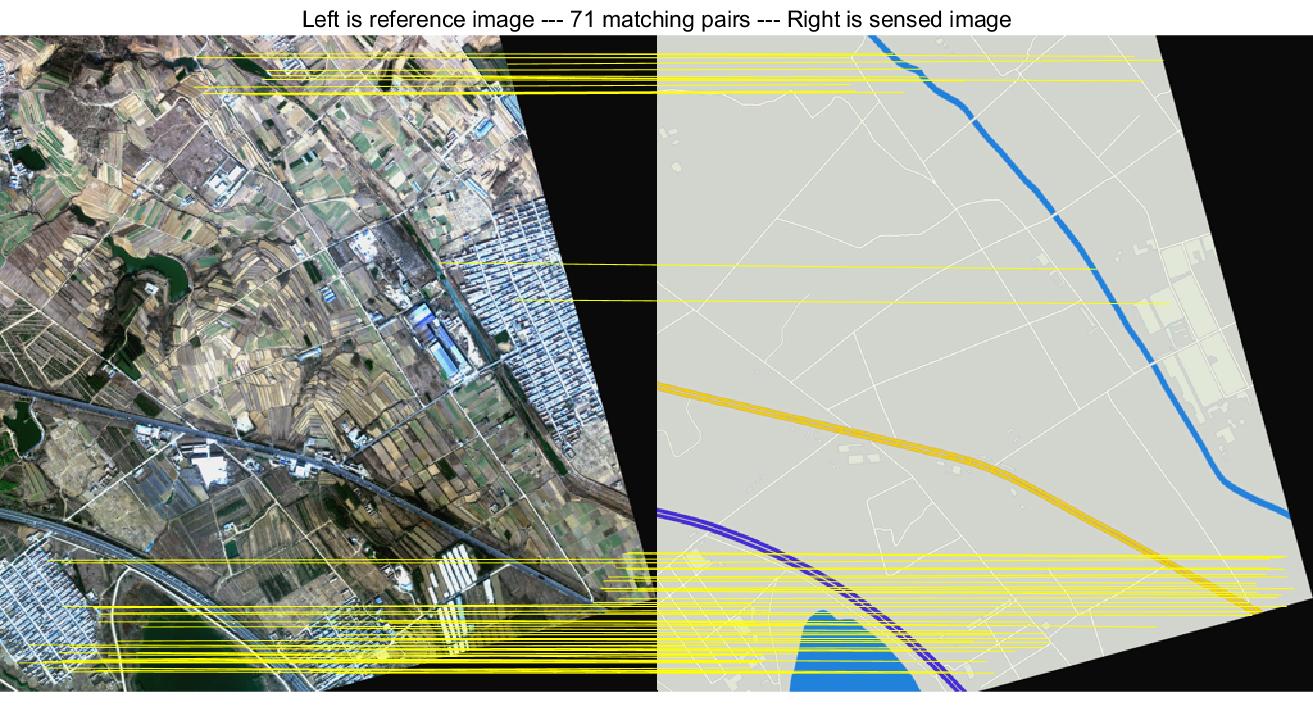 Left is reference image --- 71 matching pairs --- Right is sensed image